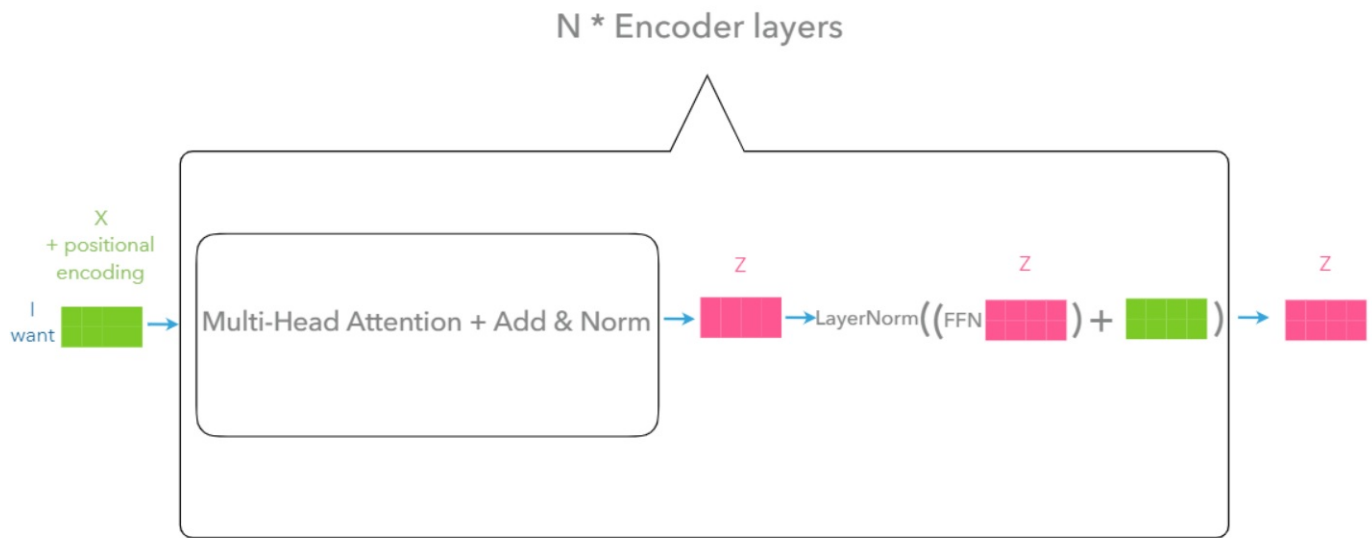 N * Encoder layers
X
+ positional
encoding
I
want
Multi-Head Attention + Add & Norm
Z
LayerNorm((FFN
Z
) +
)
Z